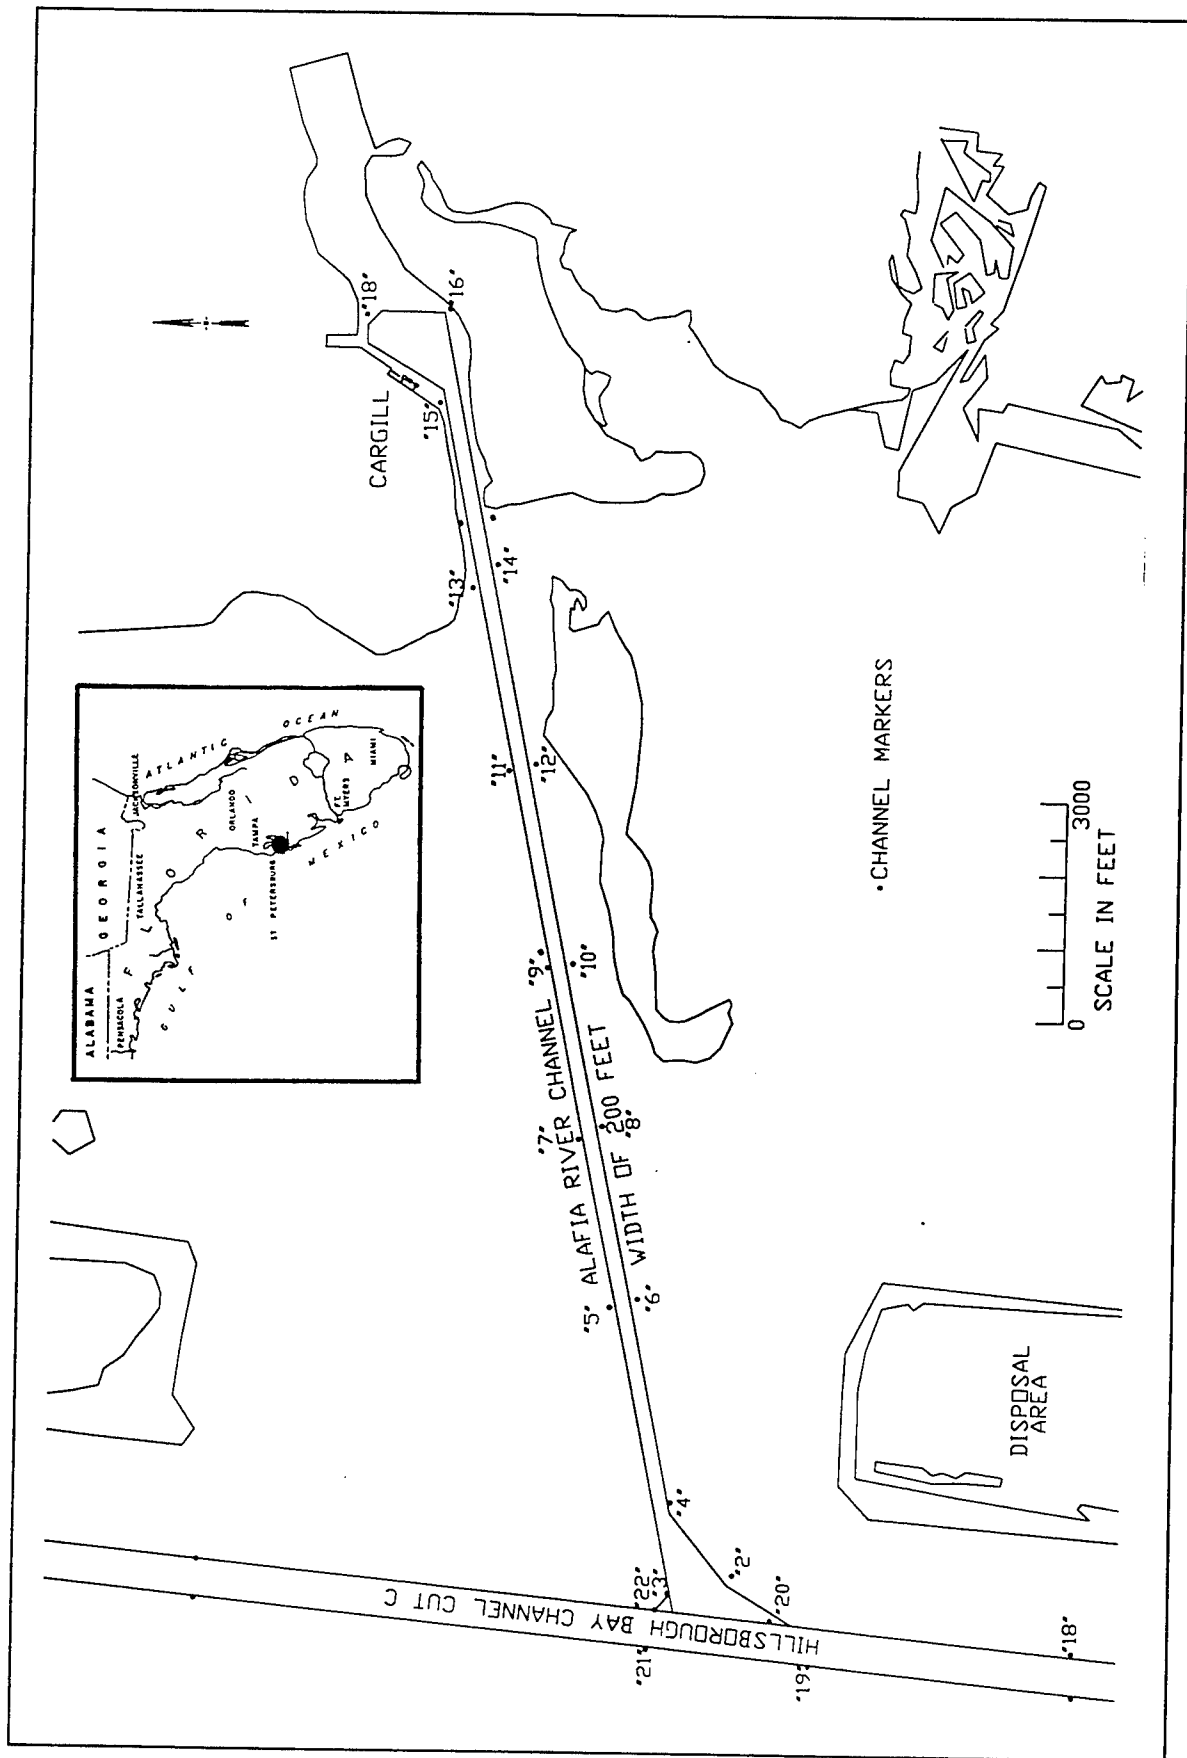 ALABAMA
GEORGIA
PENSACOLA
TALLAHASSEE
JACKSONVILLE
ATLANTIC
OCEAN
FLORIDA
ORLANDO
TAMPA
ST PETERSBURG
FT. MYERS
MIAMI
GULF
OF
MEXICO
CARGILL
"18"
"16"
"15"
"14"
"13"
"12"
"11"
"10"
"9"
"8"
"7"
"6"
"5"
"4"
"3"
"2"
"22"
"21"
"20"
"19"
"18"
ALAFIA RIVER CHANNEL
WIDTH OF 200 FEET
HILLSBOROUGH BAY CHANNEL CUT C
DISPOSAL
AREA
•CHANNEL MARKERS
0 3000
SCALE IN FEET